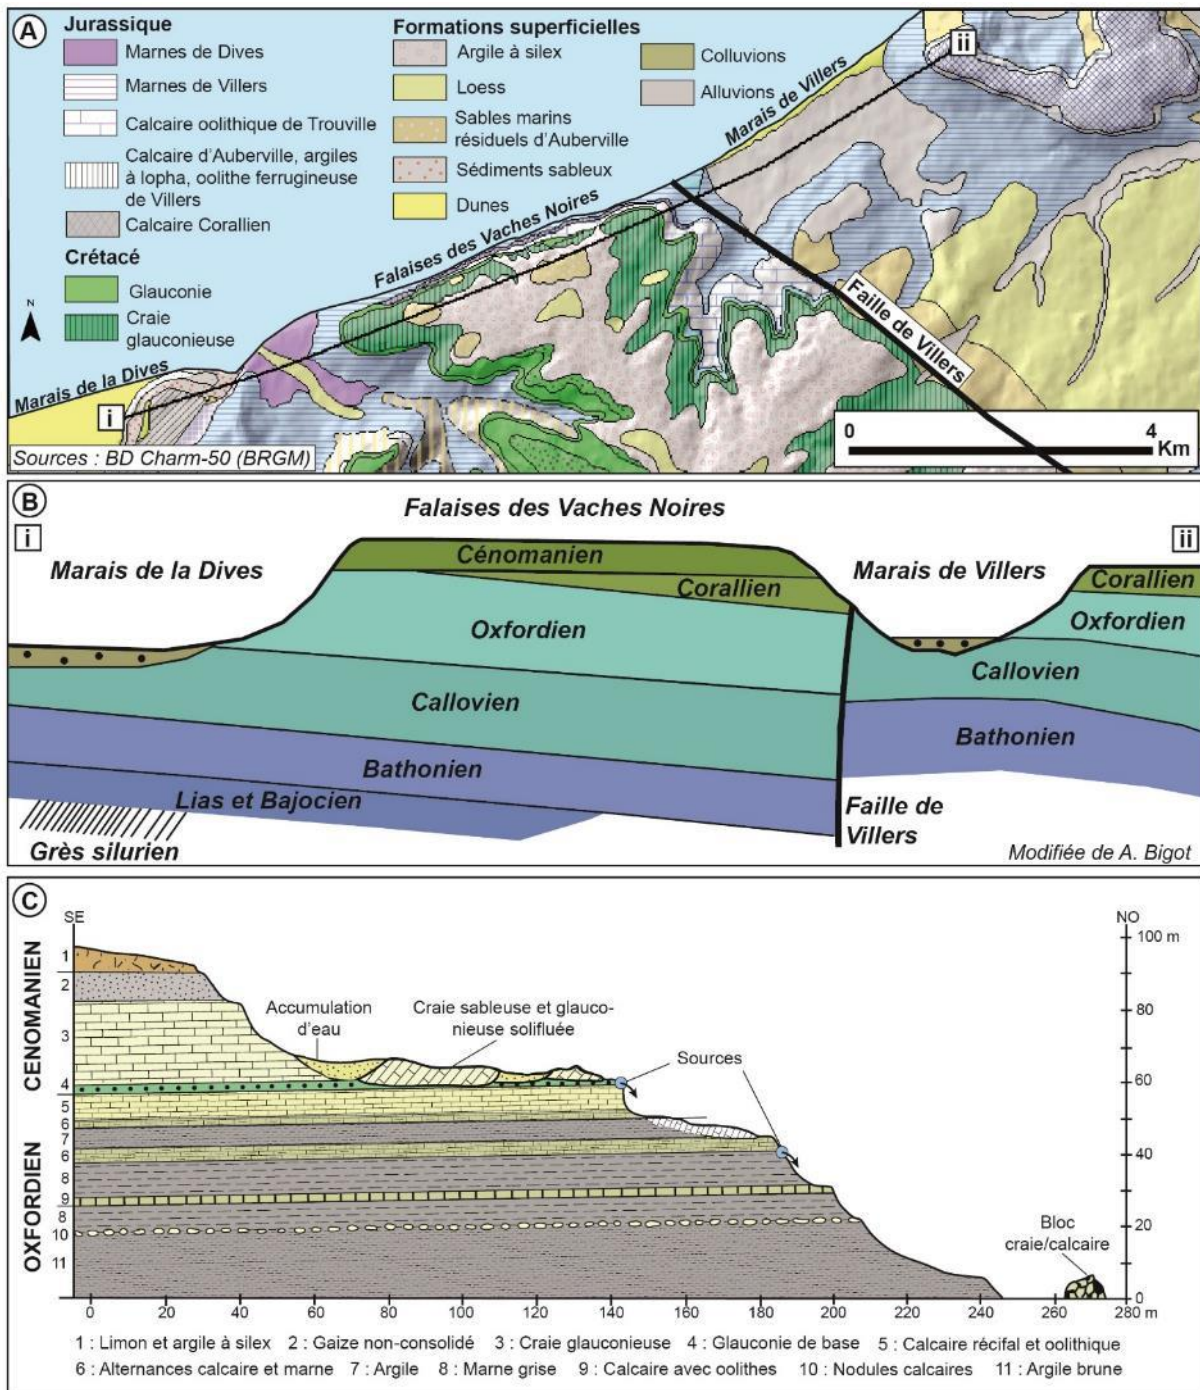 A
Jurassique
Marnes de Dives
Marnes de Villers
Calcaire oolithique de Trouville
Calcaire d'Auberville, argiles
à lopha, oolithe ferrugineuse
de Villers
Calcaire Corallien
Crétacé
Glauconie
Craie
glauconieuse
Formations superficielles
Argile à silex
Loess
Sables marins
résiduels d'Auberville
Sédiments sableux
Dunes
Colluvions
Alluvions
N
Marais de la Dives
Falaises des Vaches Noires
Marais de Villers
Faille de Villers
i
ii
0 4
Km
Sources : BD Charm-50 (BRGM)
B
Falaises des Vaches Noires
i
ii
Marais de la Dives
Marais de Villers
Cénomanien
Corallien
Corallien
Oxfordien
Oxfordien
Callovien
Callovien
Bathonien
Bathonien
Lias et Bajocien
Grès silurien
Faille de
Villers
Modifiée de A. Bigot
C
SE
NO
CENOMANIEN
OXFORDIEN
1
2
3
4
5
6
7
6
8
9
8
10
11
Accumulation
d'eau
Craie sableuse et glauco-
nieuse solifluée
Sources
Bloc
craie/calcaire
100 m
80
60
40
20
0
0 20 40 60 80 100 120 140 160 180 200 220 240 260 280 m
1 : Limon et argile à silex 2 : Gaize non-consolidé 3 : Craie glauconieuse 4 : Glauconie de base 5 : Calcaire récifal et oolithique
6 : Alternances calcaire et marne 7 : Argile 8 : Marne grise 9 : Calcaire avec oolithes 10 : Nodules calcaires 11 : Argile brune